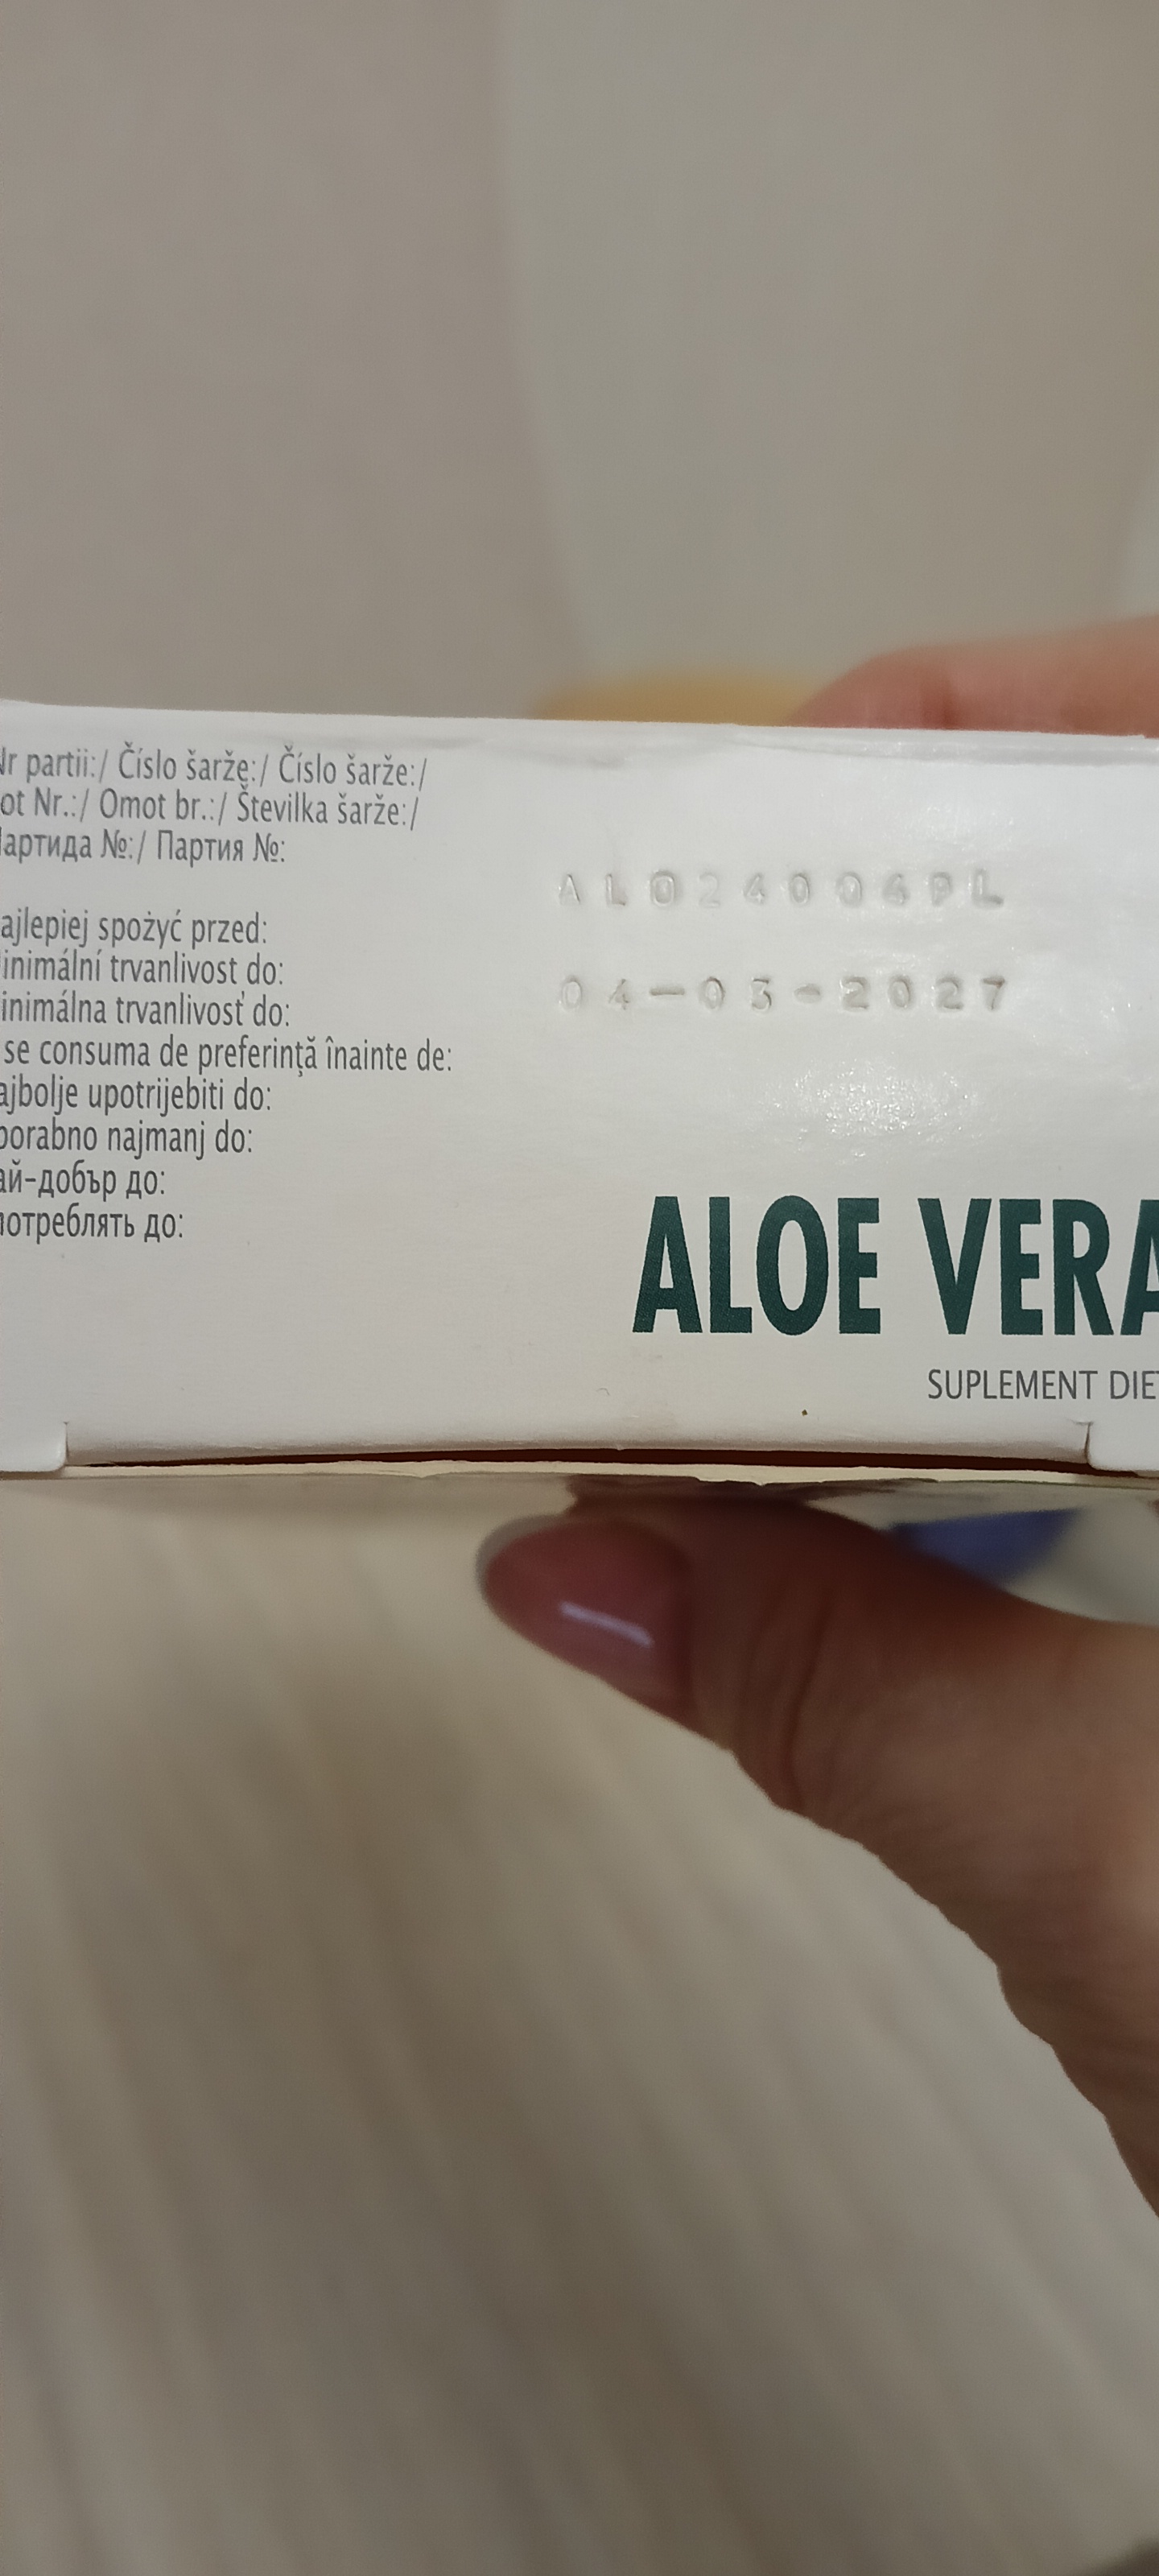 Nr partii:/ Číslo šarže:/ Číslo šarže:/
Lot Nr.:/ Omot br.:/ Številka šarže:/
Партида №:/ Партия №:
ALO24004PL
Najlepiej spożyć przed:
Minimální trvanlivost do:
04-03-2027
Minimálna trvanlivosť do:
se consuma de preferință înainte de:
Najbolje upotrijebiti do:
Uporabno najmanj do:
Най-добър до:
Употреблять до:
ALOE VERA
SUPLEMENT DIET